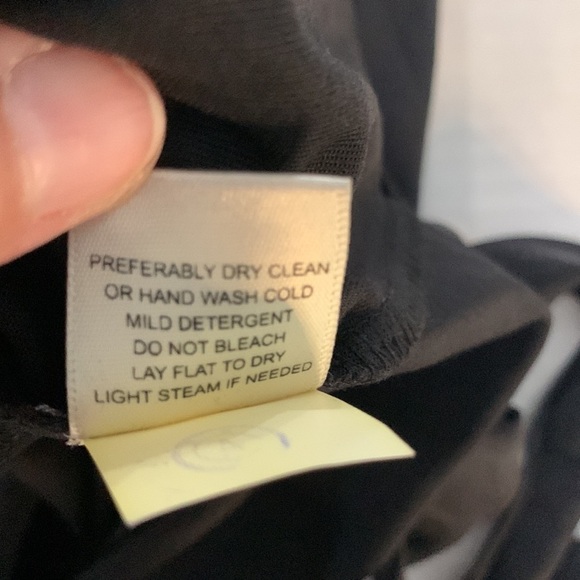 PREFERABLY DRY CLEAN
OR HAND WASH COLD
MILD DETERGENT
DO NOT BLEACH
LAY FLAT TO DRY
LIGHT STEAM IF NEEDED